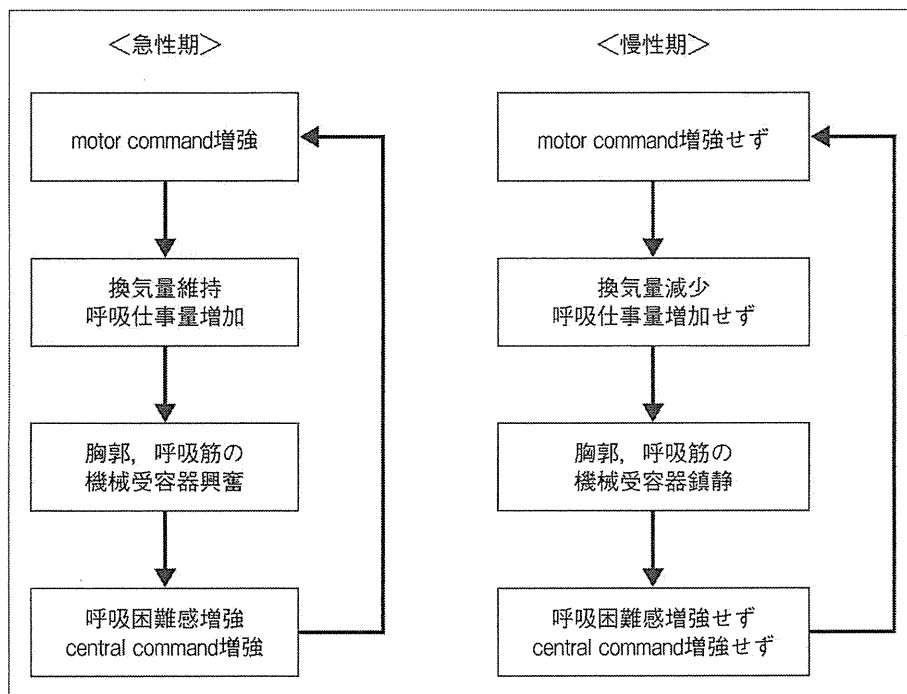 ＜急性期＞
motor command増強
換気量維持
呼吸仕事量増加
胸郭，呼吸筋の
機械受容器興奮
呼吸困難感増強
central command増強
＜慢性期＞
motor command増強せず
換気量減少
呼吸仕事量増加せず
胸郭，呼吸筋の
機械受容器鎮静
呼吸困難感増強せず
central command増強せず